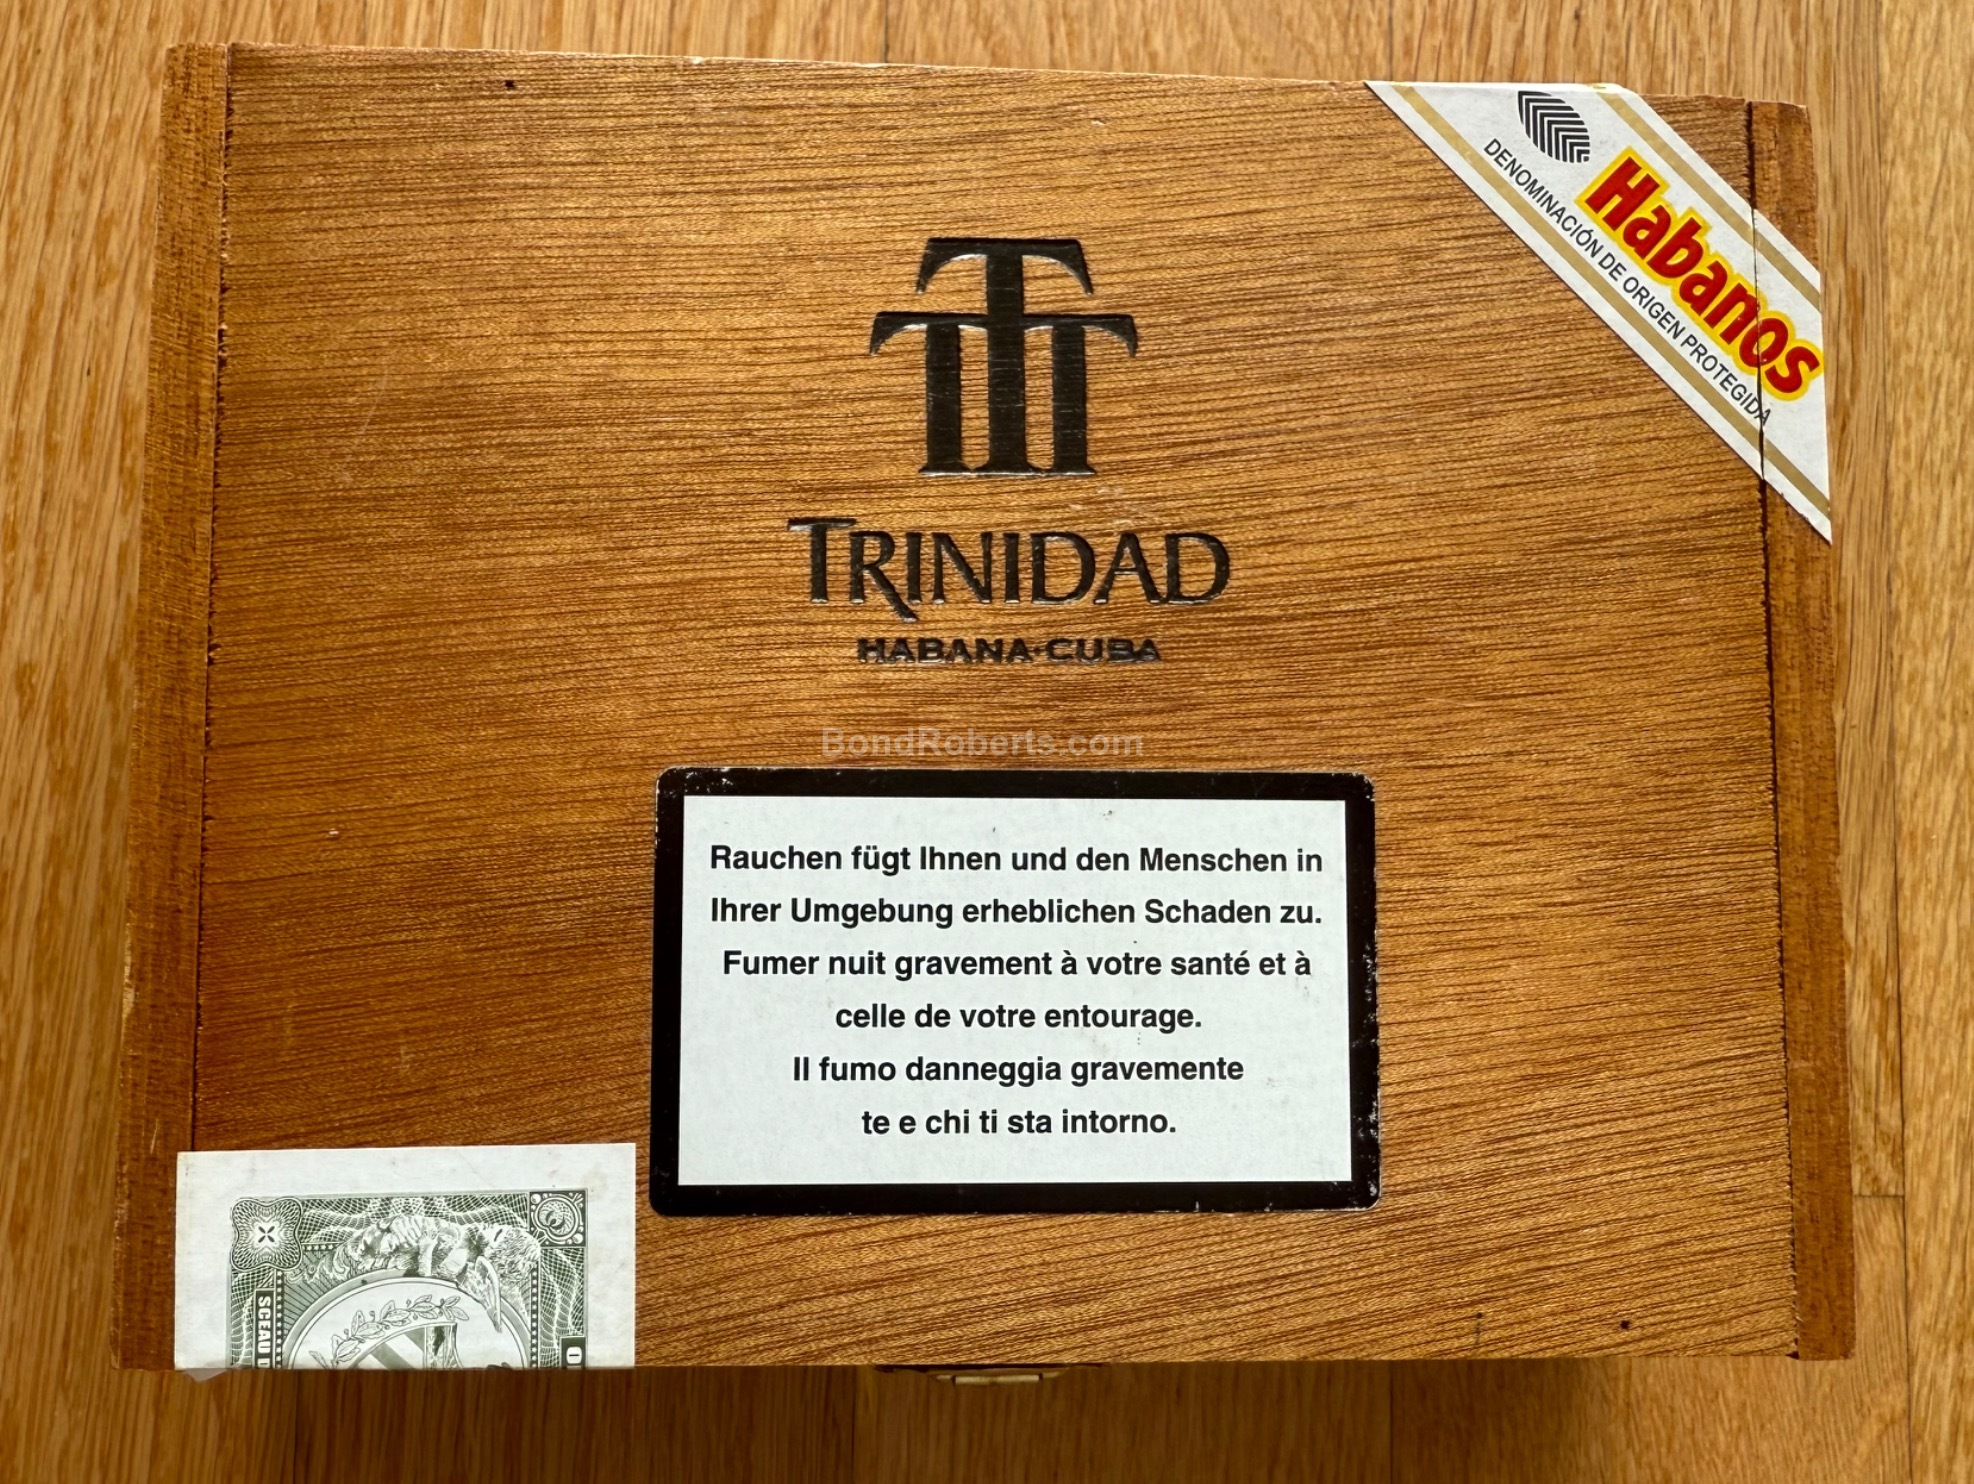 DENOMINACIÓN DE ORIGEN PROTEGIDA
Habanos
TTT
TRINIDAD
HABANA·CUBA
BondRoberts.com
Rauchen fügt Ihnen und den Menschen in
Ihrer Umgebung erheblichen Schaden zu.
Fumer nuit gravement à votre santé et à
celle de votre entourage.
Il fumo danneggia gravemente
te e chi ti sta intorno.
SCEAU